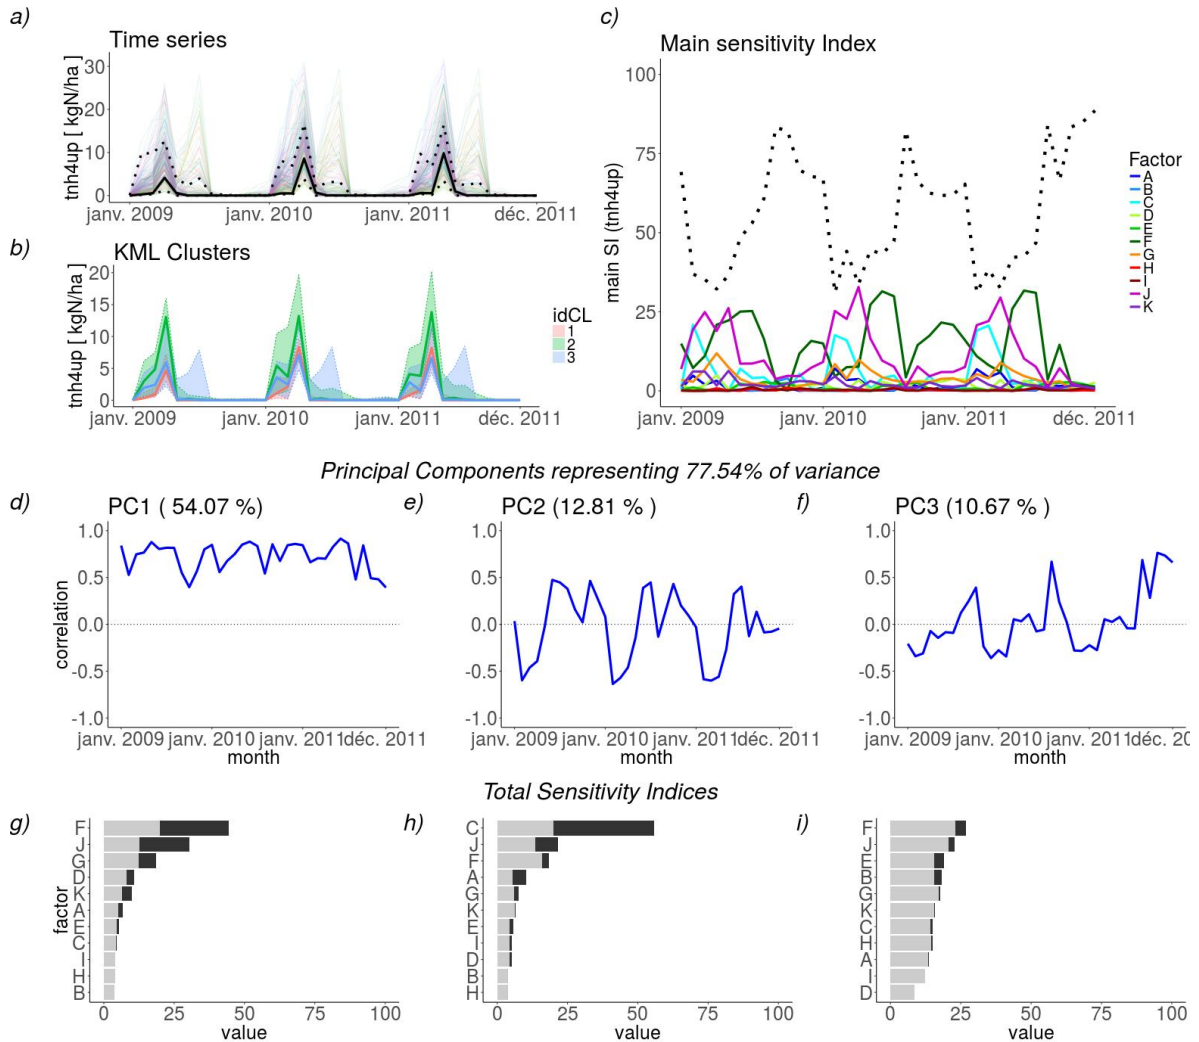 a)
Time series
tnh4up [ kgN/ha ]
30
20
10
0
janv. 2009
janv. 2010
janv. 2011
déc. 2011
b)
KML Clusters
tnh4up [kgN/ha]
20
15
10
5
0
janv. 2009
janv. 2010
janv. 2011
déc. 2011
idCL
1
2
3
c)
Main sensitivity Index
main SI (tnh4up)
100
75
50
25
0
janv. 2009
janv. 2010
janv. 2011
déc. 2011
Factor
A
B
C
D
E
F
G
H
I
J
K
Principal Components representing 77.54% of variance
d)
PC1 ( 54.07 %)
correlation
1.0
0.5
0.0
-0.5
-1.0
janv. 2009 janv. 2010 janv. 2011 déc. 2011
month
e)
PC2 (12.81 % )
1.0
0.5
0.0
-0.5
-1.0
janv. 2009 janv. 2010 janv. 2011 déc. 2011
month
f)
PC3 (10.67 % )
1.0
0.5
0.0
-0.5
-1.0
janv. 2009 janv. 2010 janv. 2011 déc. 20
month
Total Sensitivity Indices
g)
factor
F
J
G
D
K
A
E
C
I
H
B
0 25 50 75 100
value
h)
C
J
F
A
G
K
E
I
D
B
H
0 25 50 75 100
value
i)
F
J
E
B
G
K
C
H
A
I
D
0 25 50 75 100
value